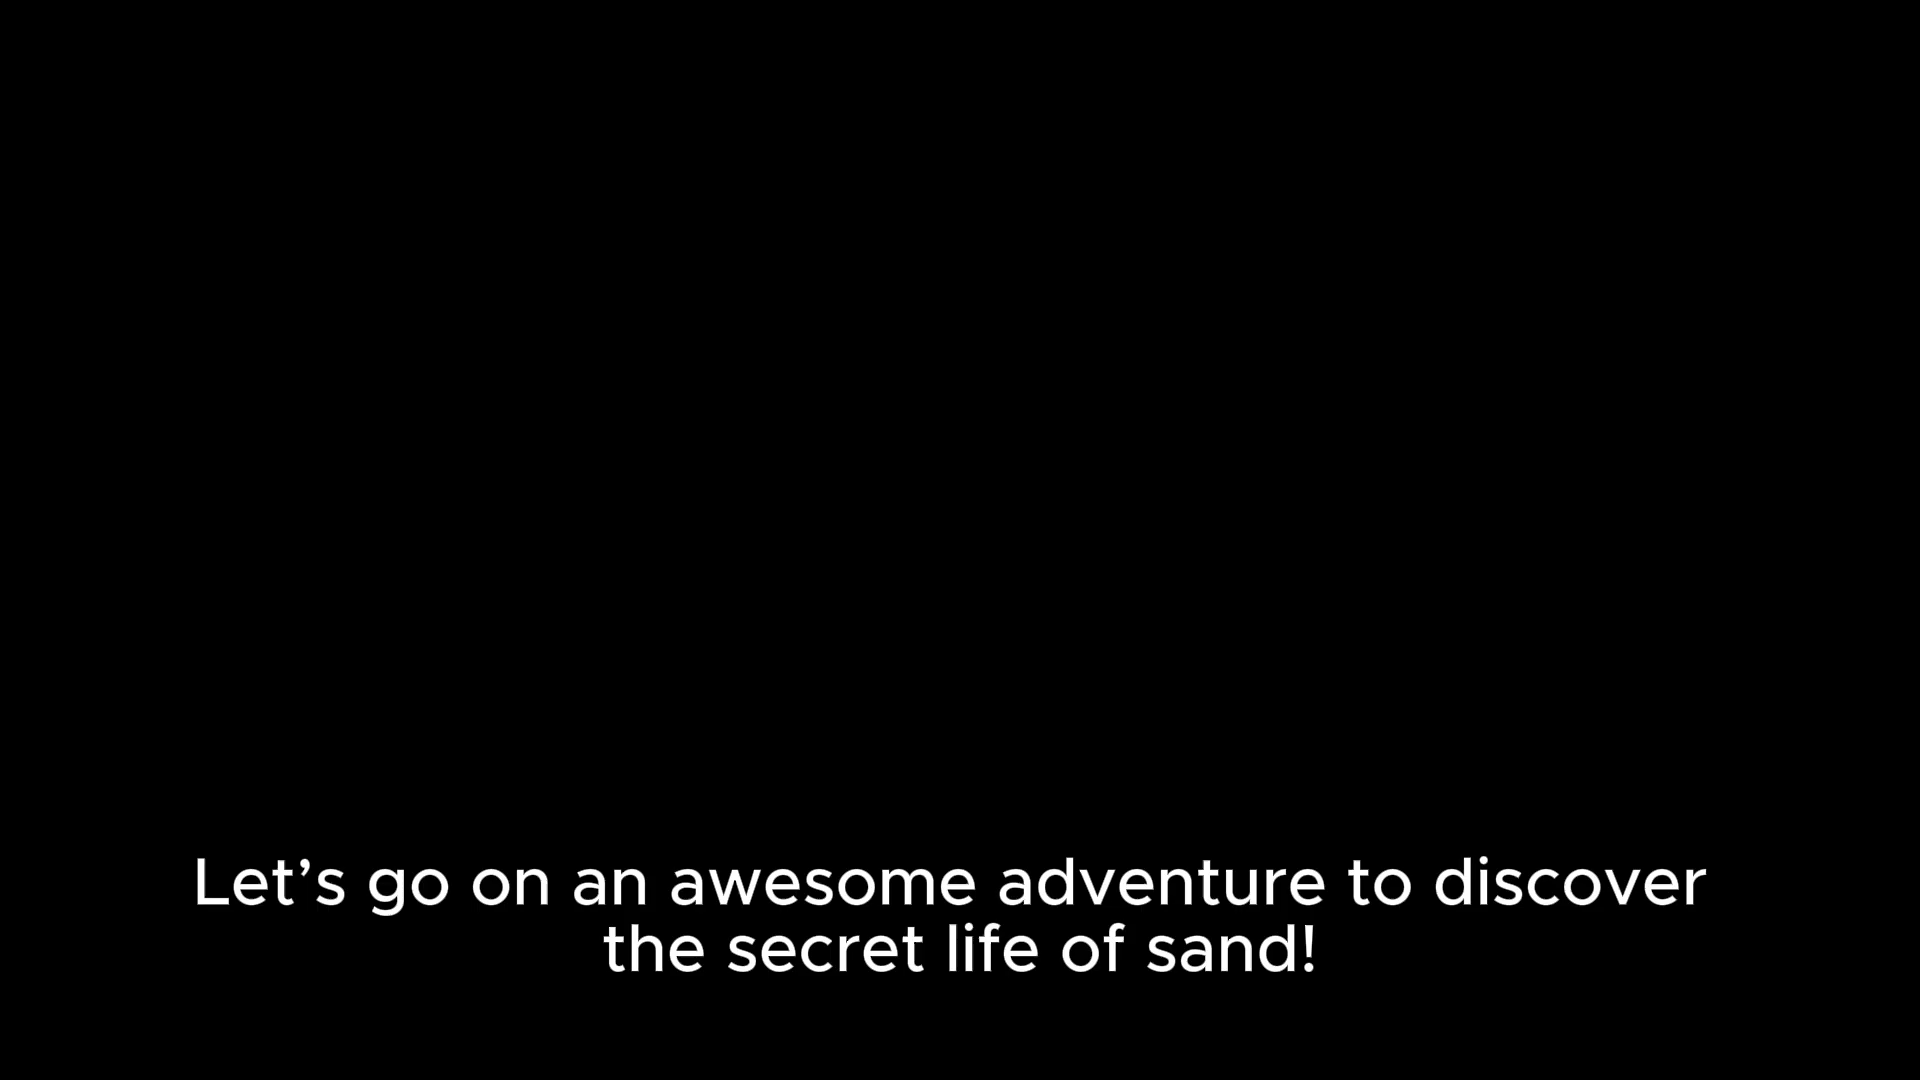 Let’s go on an awesome adventure to discover
the secret life of sand!